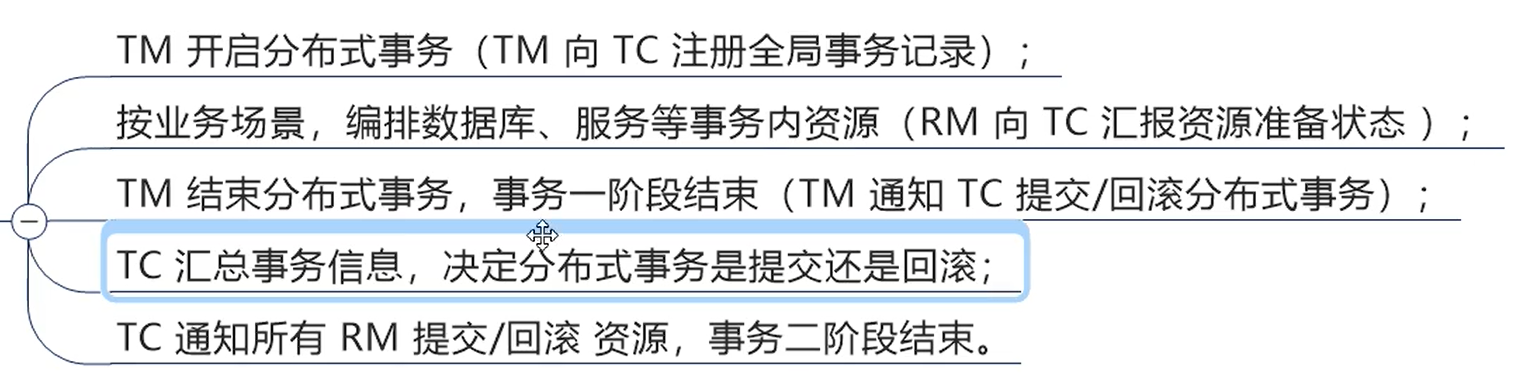 TM 开启分布式事务（TM 向 TC 注册全局事务记录）;
按业务场景，编排数据库、服务等事务内资源（RM 向 TC 汇报资源准备状态 ）;
TM 结束分布式事务，事务一阶段结束（TM 通知 TC 提交/回滚分布式事务）;
TC 汇总事务信息，决定分布式事务是提交还是回滚;
TC 通知所有 RM 提交/回滚 资源，事务二阶段结束。